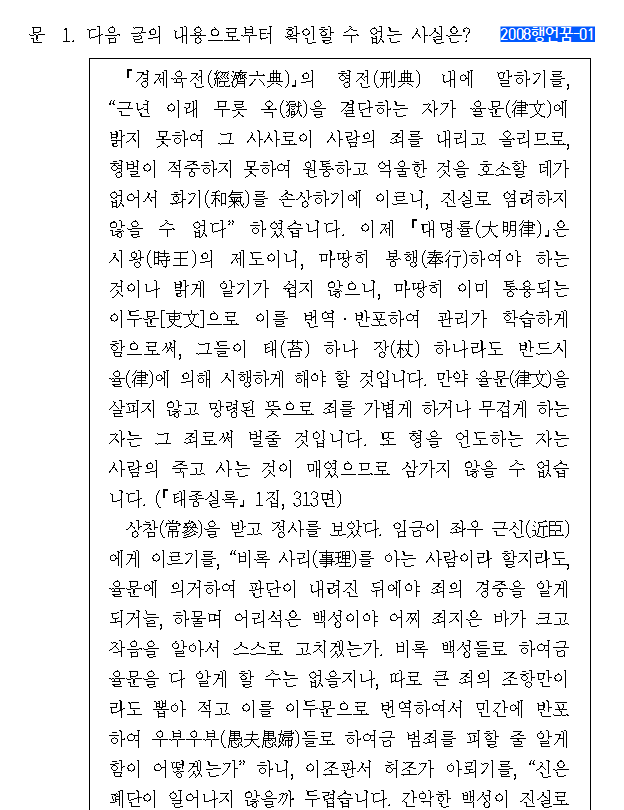 문 1. 다음 글의 내용으로부터 확인할 수 없는 사실은? 2008행언꿈-01
『경제육전(經濟六典)』의 형전(刑典) 내에 말하기를,
“근년 이래 무릇 옥(獄)을 결단하는 자가 율문(律文)에
밝지 못하여 그 사사로이 사람의 죄를 내리고 올리므로,
형벌이 적중하지 못하여 원통하고 억울한 것을 호소할 데가
없어서 화기(和氣)를 손상하기에 이르니, 진실로 염려하지
않을 수 없다” 하였습니다. 이제 『대명률(大明律)』은
시왕(時王)의 제도이니, 마땅히 봉행(奉行)하여야 하는
것이나 밝게 알기가 쉽지 않으니, 마땅히 이미 통용되는
이두문[吏文]으로 이를 번역·반포하여 관리가 학습하게
함으로써, 그들이 태(苔) 하나 장(杖) 하나라도 반드시
율(律)에 의해 시행하게 해야 할 것입니다. 만약 율문(律文)을
살피지 않고 망령된 뜻으로 죄를 가볍게 하거나 무겁게 하는
자는 그 죄로써 벌줄 것입니다. 또 형을 언도하는 자는
사람의 죽고 사는 것이 매였으므로 삼가지 않을 수 없습
니다. (『태종실록』 1집, 313면)
상참(常參)을 받고 정사를 보았다. 임금이 좌우 근신(近臣)
에게 이르기를, “비록 사리(事理)를 아는 사람이라 할지라도,
율문에 의거하여 판단이 내려진 뒤에야 죄의 경중을 알게
되거늘, 하물며 어리석은 백성이야 어찌 죄지은 바가 크고
작음을 알아서 스스로 고치겠는가. 비록 백성들로 하여금
율문을 다 알게 할 수는 없을지나, 따로 큰 죄의 조항만이
라도 뽑아 적고 이를 이두문으로 번역하여서 민간에 반포
하여 우부우부(愚夫愚婦)들로 하여금 범죄를 피할 줄 알게
함이 어떻겠는가” 하니, 이조판서 허조가 아뢰기를, “신은
폐단이 일어나지 않을까 두렵습니다. 간악한 백성이 진실로